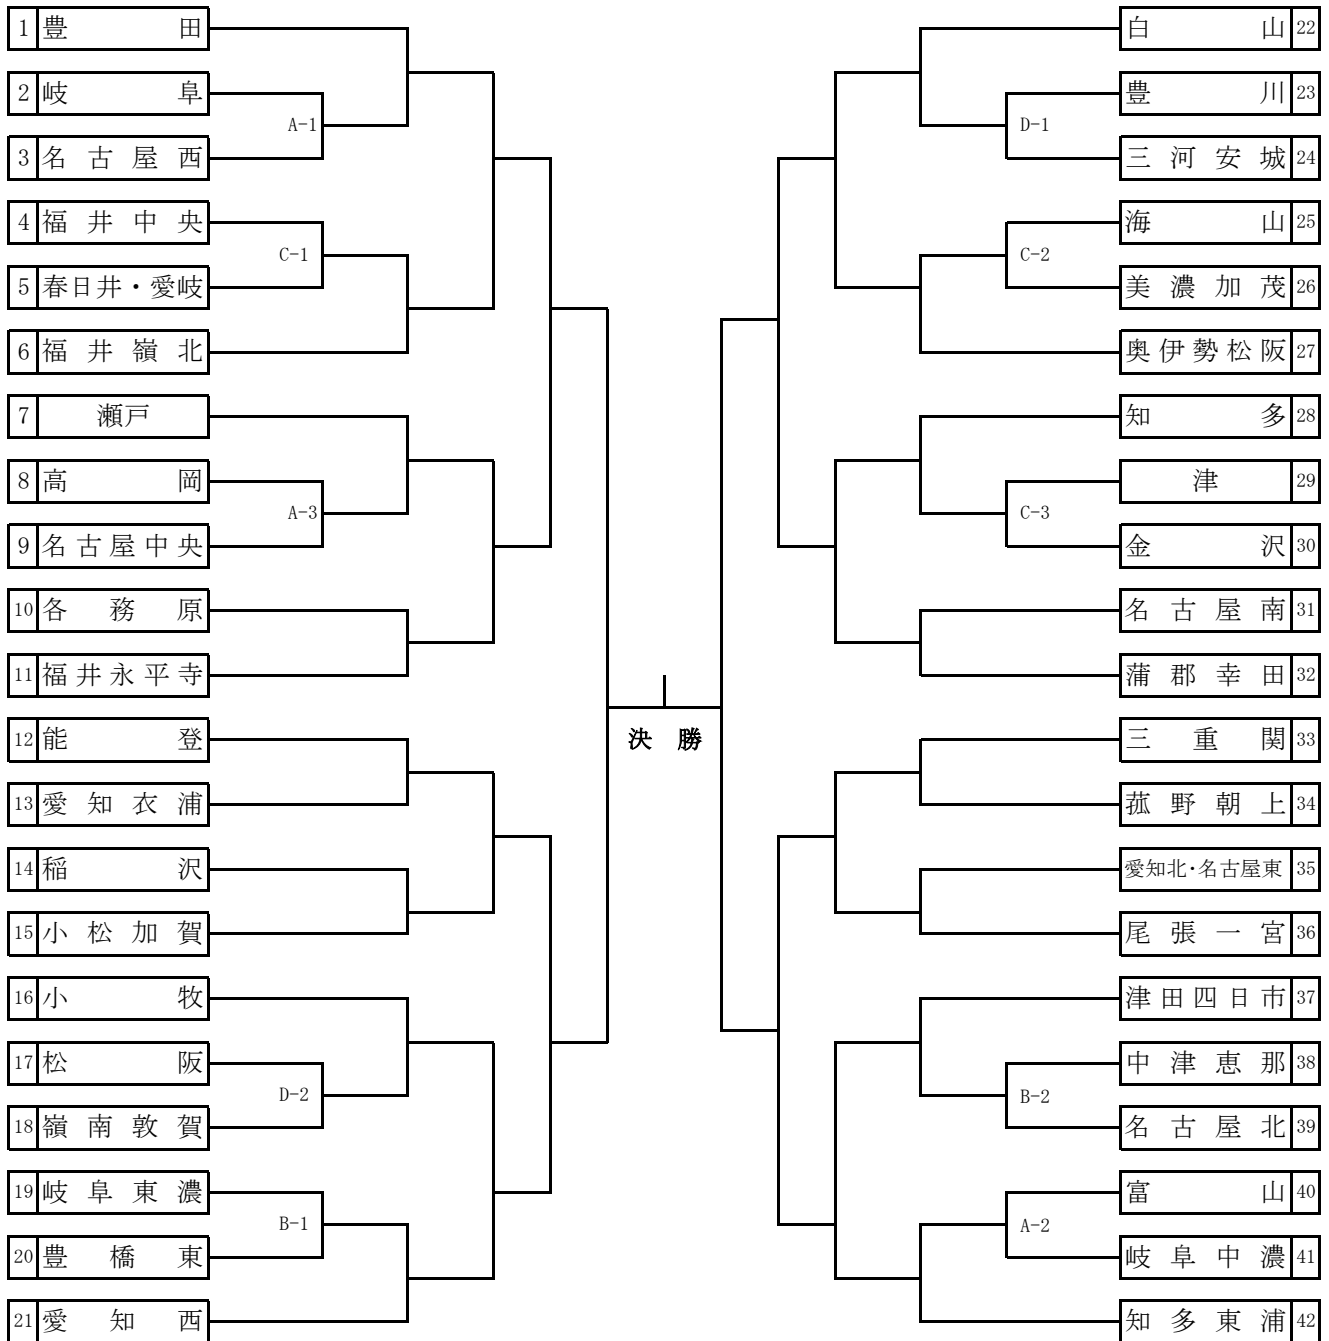 1 豊田
2 岐阜
A-1
3 名古屋西
4 福井中央
C-1
5 春日井・愛岐
6 福井嶺北
7 瀬戸
8 高岡
A-3
9 名古屋中央
10 各務原
11 福井永平寺
12 能登
13 愛知衣浦
14 稲沢
15 小松加賀
16 小牧
17 松阪
D-2
18 嶺南敦賀
19 岐阜東濃
B-1
20 豊橋東
21 愛知西
決勝
白山 22
豊川 23
D-1
三河安城 24
海山 25
C-2
美濃加茂 26
奥伊勢松阪 27
知多 28
津 29
C-3
金沢 30
名古屋南 31
蒲郡幸田 32
三重関 33
菰野朝上 34
愛知北・名古屋東 35
尾張一宮 36
津田四日市 37
中津恵那 38
B-2
名古屋北 39
富山 40
A-2
岐阜中濃 41
知多東浦 42